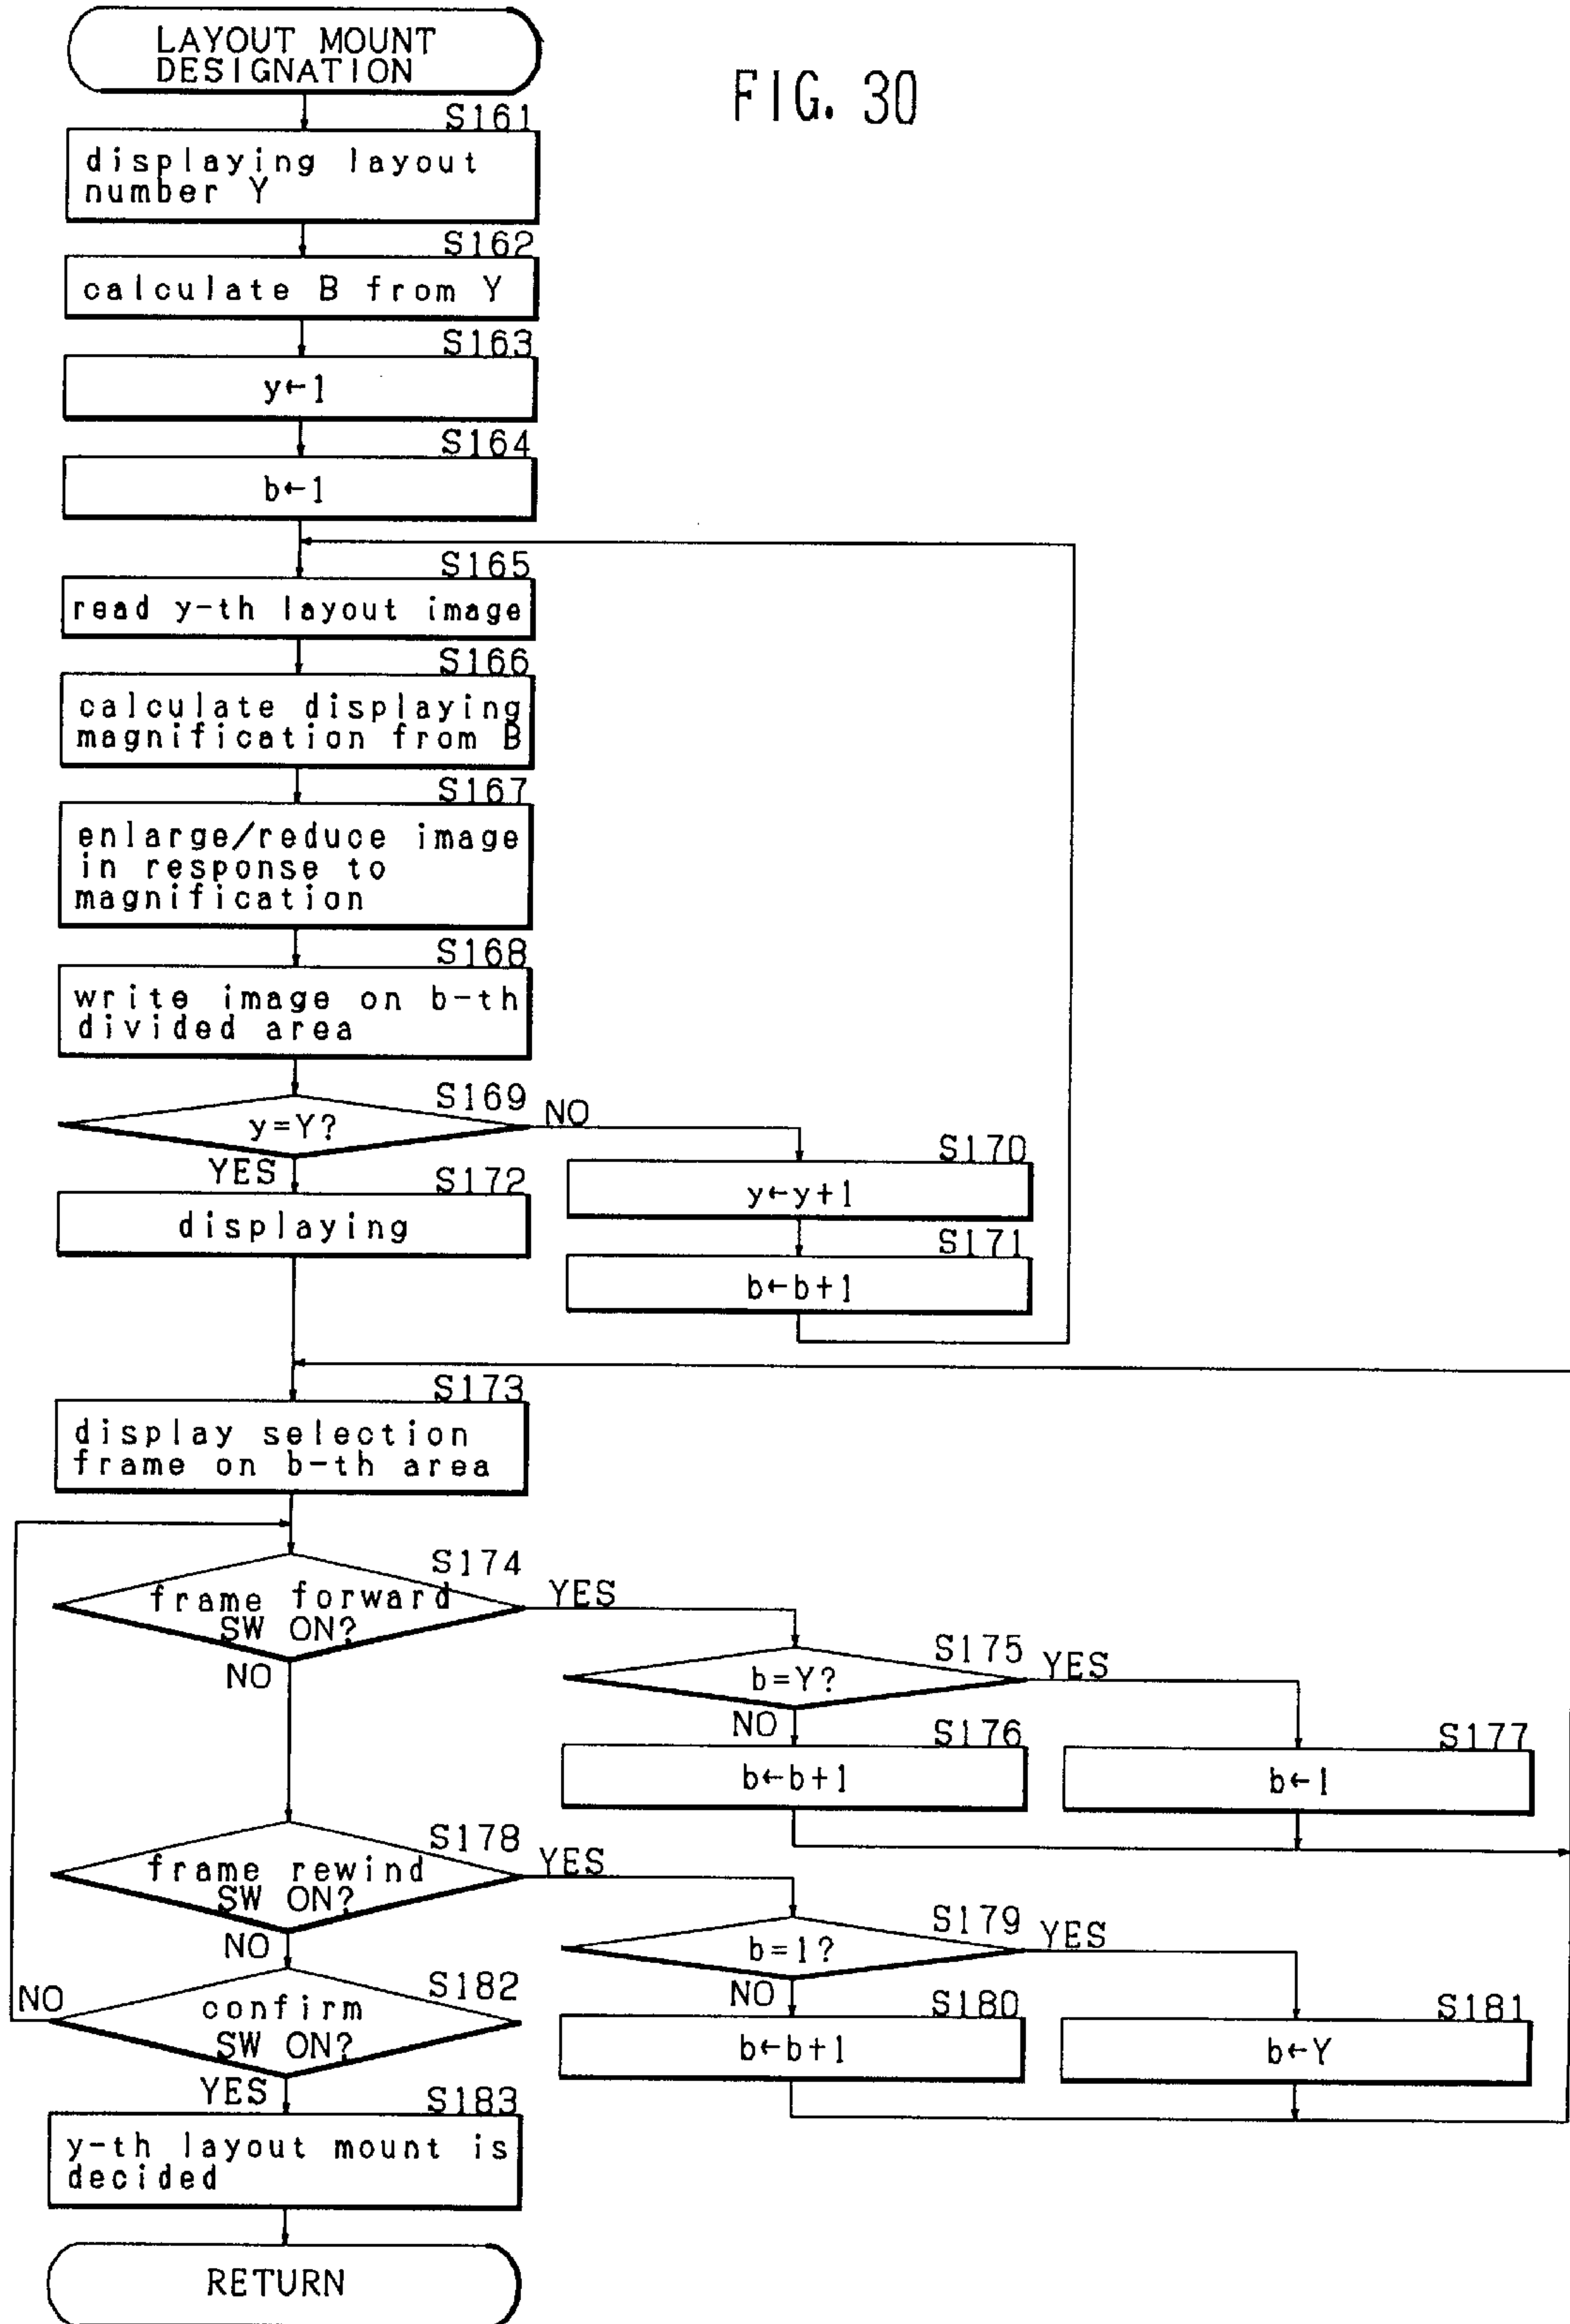 LAYOUT MOUNT
DESIGNATION
FIG. 30
S161
displaying layout
number Y
S162
calculate B from Y
S163
y←1
S164
b←1
S165
read y-th layout image
S166
calculate displaying
magnification from B
S167
enlarge/reduce image
in response to
magnification
S168
write image on b-th
divided area
S169
y=Y?
NO
YES
S170
y←y+1
S171
b←b+1
S172
displaying
S173
display selection
frame on b-th area
S174
frame forward
SW ON?
YES
NO
S175
b=Y?
YES
NO
S176
b←b+1
S177
b←1
S178
frame rewind
SW ON?
YES
NO
S179
b=1?
YES
NO
S180
b←b+1
S181
b←Y
S182
confirm
SW ON?
NO
YES
S183
y-th layout mount is
decided
RETURN